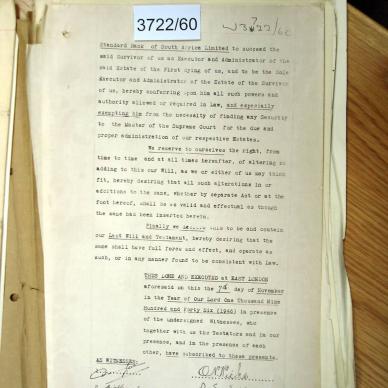 3722/60
W3722/60
Standard Bank of South Africa Limited to succeed the
said Survivor of us as Executor and Administrator of the
said Estate of the First dying of us, and to be the Sole
Executor and Administrator of the Estate of the Survivor
of us, hereby conferring upon him all such powers and
authority allowed or required in Law, and especially
exempting him from the necessity of finding any Security
to the Master of the Supreme Court for the due and
proper administration of our respective Estates.
We reserve to ourselves the right, from
time to time and at all times hereafter, of altering or
adding to this our Will, as we or either of us may think
fit, hereby desiring that all such alterations in or
additions to the same, whether by separate Act or at the
foot hereof, shall be as valid and effectual as though
the same had been inserted herein.
Finally we declare this to be and contain
our Last Will and Testament, hereby desiring that the
same shall have full force and effect, and operate as
such, or in any manner found to be consistent with Law.
THUS DONE AND EXECUTED at EAST LONDON
aforesaid on this the 7th day of November
in the Year of Our Lord One Thousand Nine
Hundred and Forty Six (1946) in presence
of the undersigned Witnesses, who
together with us the Testators and in our
presence, and in the presence of each
other, have subscribed to these presents.
AS WITNESSES: